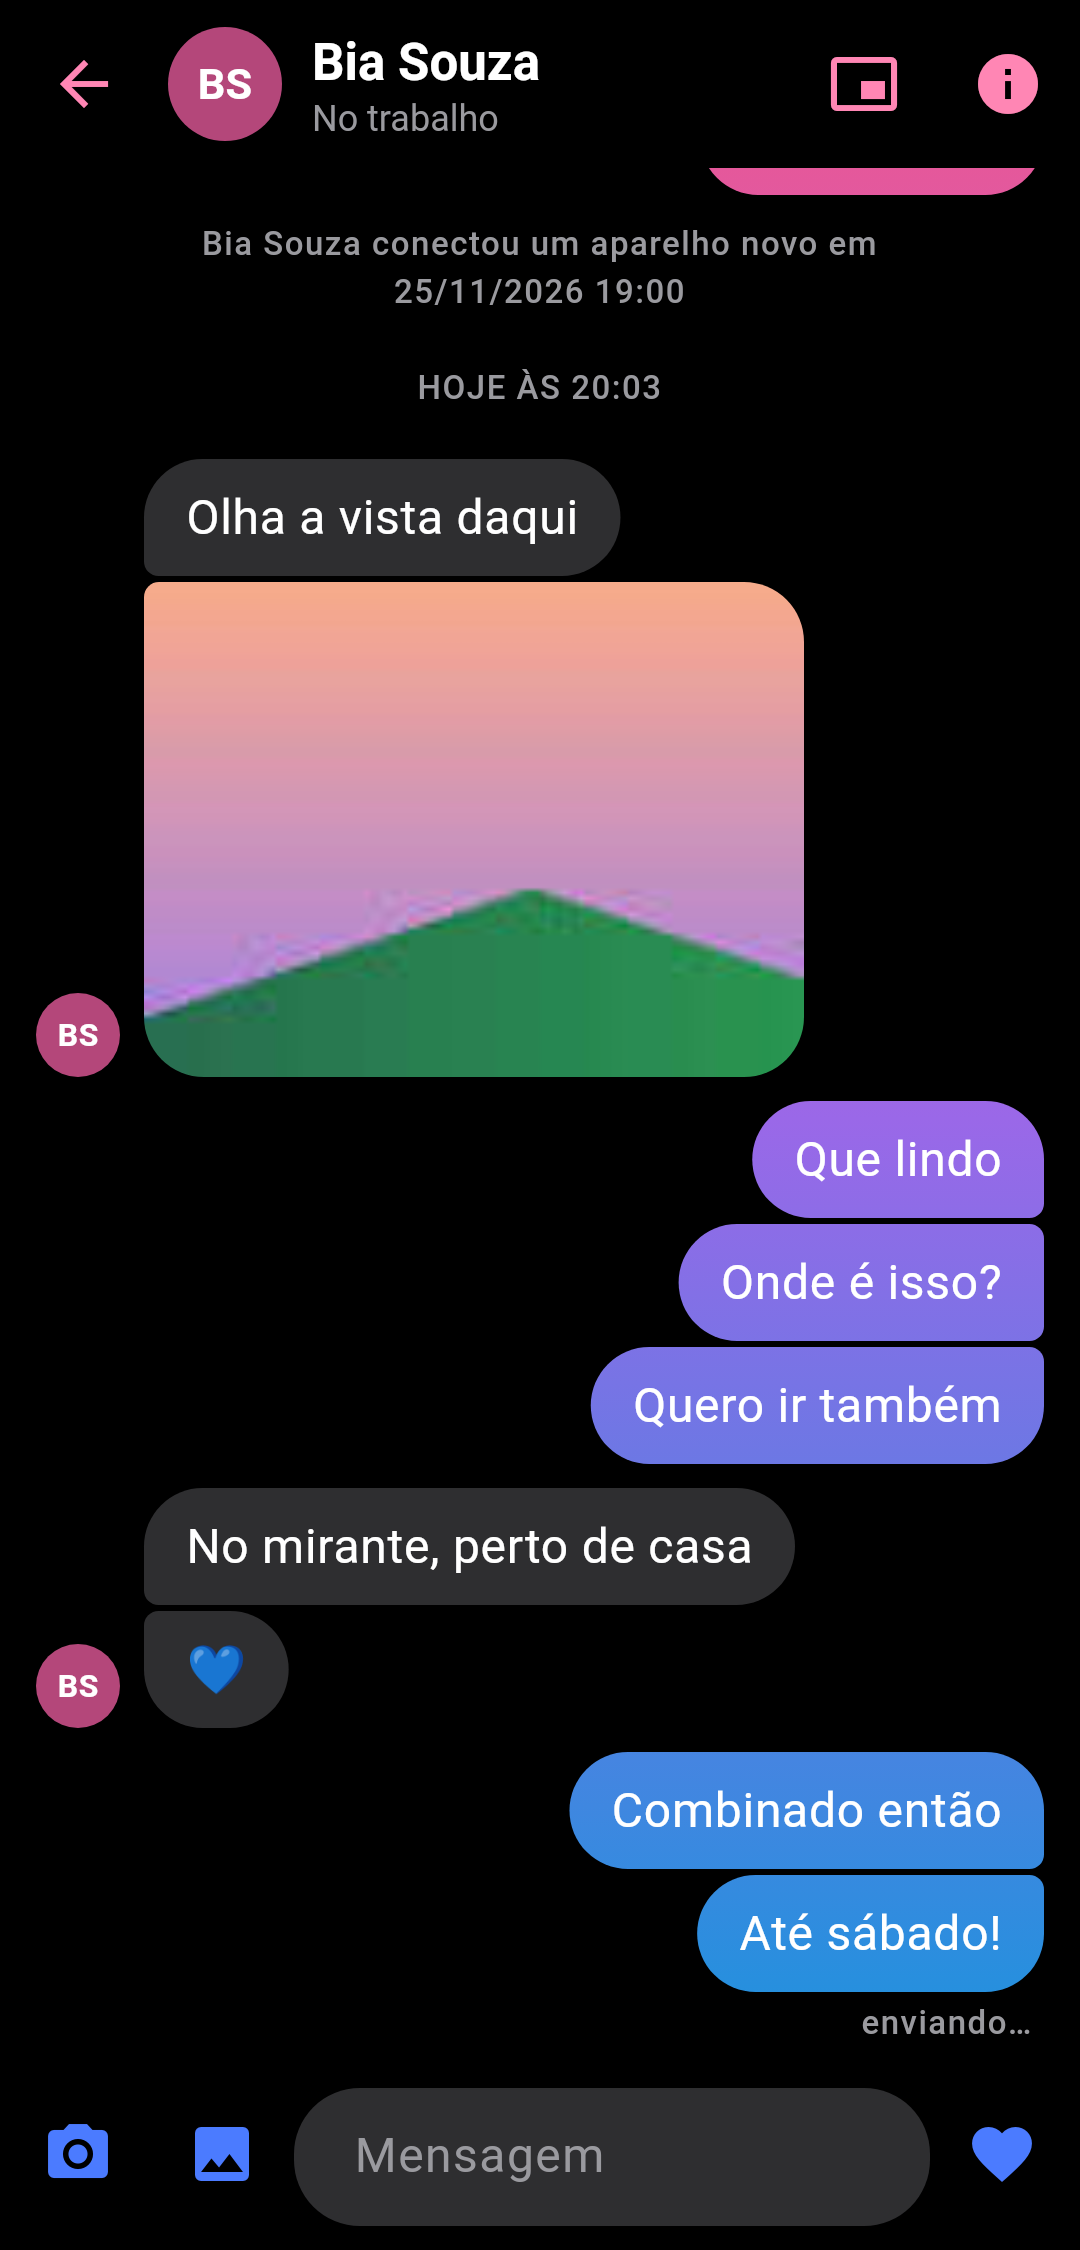 BS
Bia Souza
No trabalho
Bia Souza conectou um aparelho novo em
25/11/2026 19:00
HOJE ÀS 20:03
Olha a vista daqui
BS
Que lindo
Onde é isso?
Quero ir também
No mirante, perto de casa
💙
BS
Combinado então
Até sábado!
enviando…
Mensagem